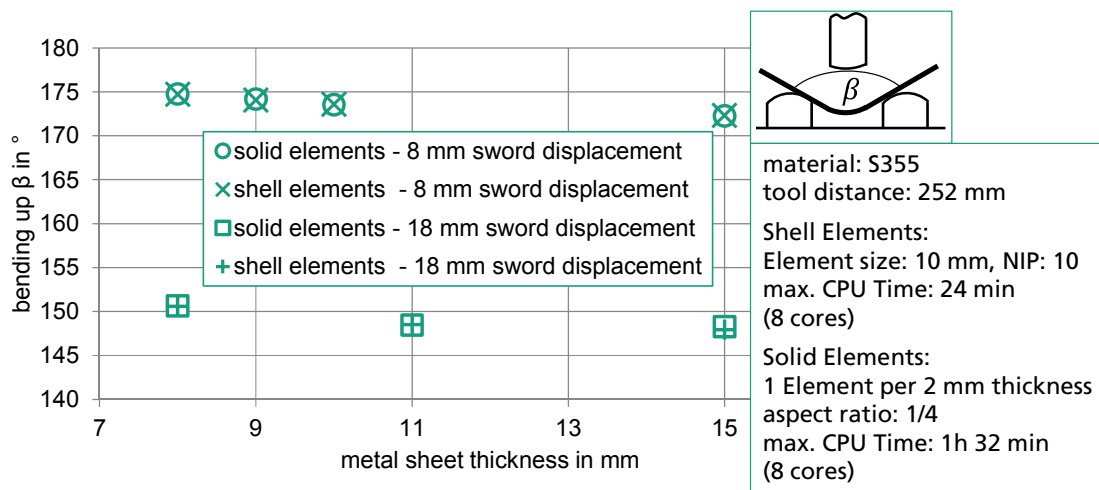 180
175
170
165
160
155
150
145
140
bending up β in °
7
9
11
13
15
metal sheet thickness in mm
solid elements - 8 mm sword displacement
shell elements - 8 mm sword displacement
solid elements - 18 mm sword displacement
shell elements - 18 mm sword displacement
β
material: S355
tool distance: 252 mm
Shell Elements:
Element size: 10 mm, NIP: 10
max. CPU Time: 24 min
(8 cores)
Solid Elements:
1 Element per 2 mm thickness
aspect ratio: 1/4
max. CPU Time: 1h 32 min
(8 cores)